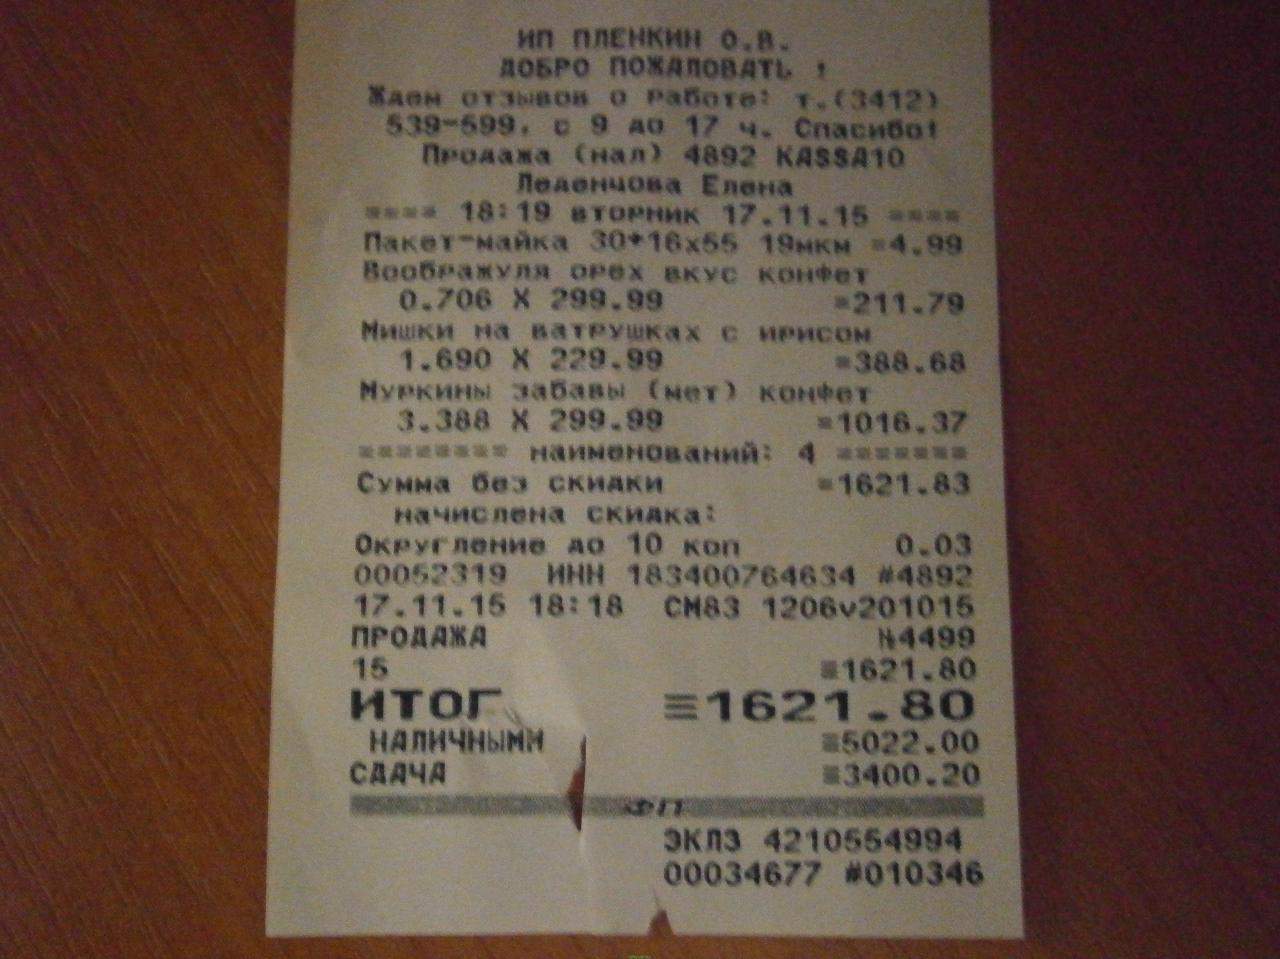 ИП ПЛЕНКИН О.В.
ДОБРО ПОЖАЛОВАТЬ !
Ждем отзывов о работе: т.(3412)
539-599, с 9 до 17 ч. Спасибо!
Продажа (нал) 4892 KASSA10
Леденцова Елена
==== 18:19 вторник 17.11.15 ====
Пакет-майка 30*16х55 19мкм =4.99
Воображуля орех вкус конфет
0.706 X 299.99 =211.79
Мишки на ватрушках с ирисом
1.690 X 229.99 =388.68
Муркины забавы (мет) конфет
3.388 X 299.99 =1016.37
======== наименований: 4 =======
Сумма без скидки =1621.83
начислена скидка:
Округление до 10 коп 0.03
00052319 ИНН 183400764634 #4892
17.11.15 18:18 СМ83 1206v201015
ПРОДАЖА №4499
15 ≡1621.80
ИТОГ ≡1621.80
НАЛИЧНЫМИ ≡5022.00
СДАЧА ≡3400.20
ФП
ЭКЛЗ 4210554994
00034677 #010346